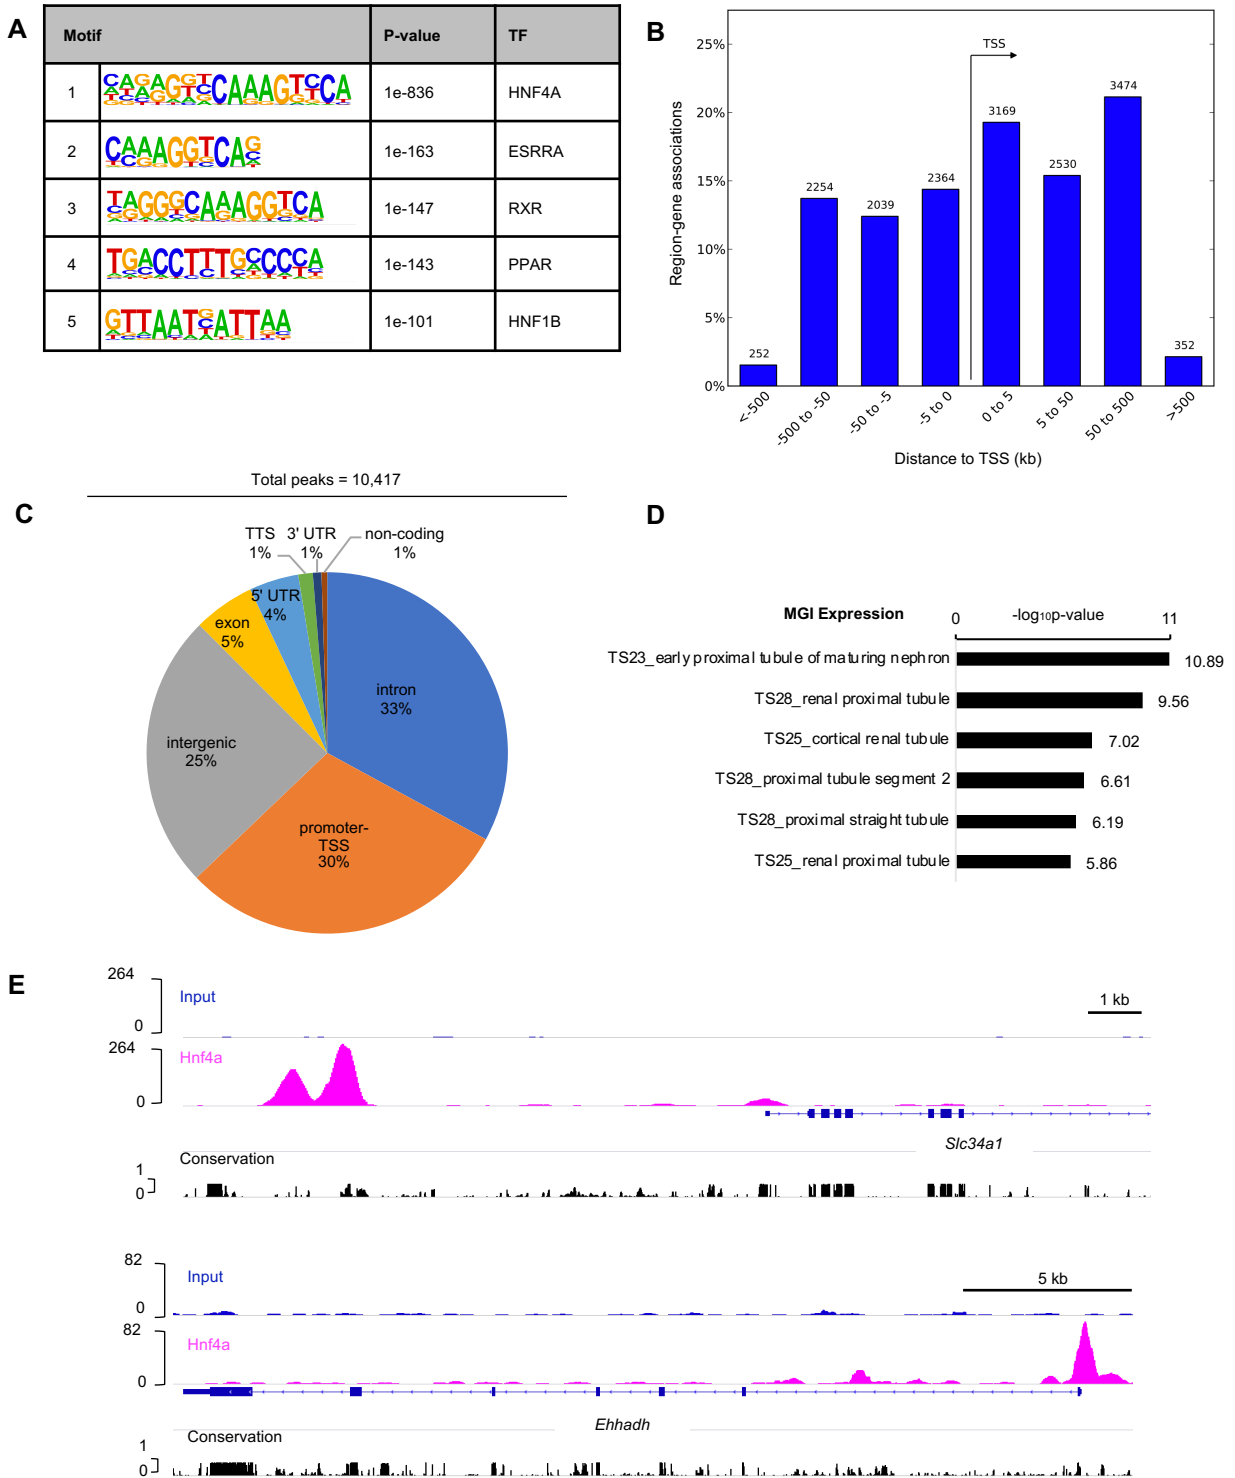 A
Motif P-value TF
1 1e-836 HNF4A
2 1e-163 ESRRA
3 1e-147 RXR
4 1e-143 PPAR
5 1e-101 HNF1B
B
TSS
25%
20%
15%
10%
5%
0%
Region-gene associations
252
2254
2039
2364
3169
2530
3474
352
<-500
-500 to -50
-50 to -5
-5 to 0
0 to 5
5 to 50
50 to 500
>500
Distance to TSS (kb)
C
Total peaks = 10,417
TTS
1%
3' UTR
1%
non-coding
1%
5' UTR
4%
exon
5%
intron
33%
intergenic
25%
promoter-
TSS
30%
D
MGI Expression
0 -log10p-value 11
TS23_early proximal tubule of maturing nephron 10.89
TS28_renal proximal tubule 9.56
TS25_cortical renal tubule 7.02
TS28_proximal tubule segment 2 6.61
TS28_proximal straight tubule 6.19
TS25_renal proximal tubule 5.86
E
264
Input
0
1 kb
264
Hnf4a
0
Slc34a1
Conservation
1
0
82
Input
0
5 kb
82
Hnf4a
0
Ehhadh
Conservation
1
0